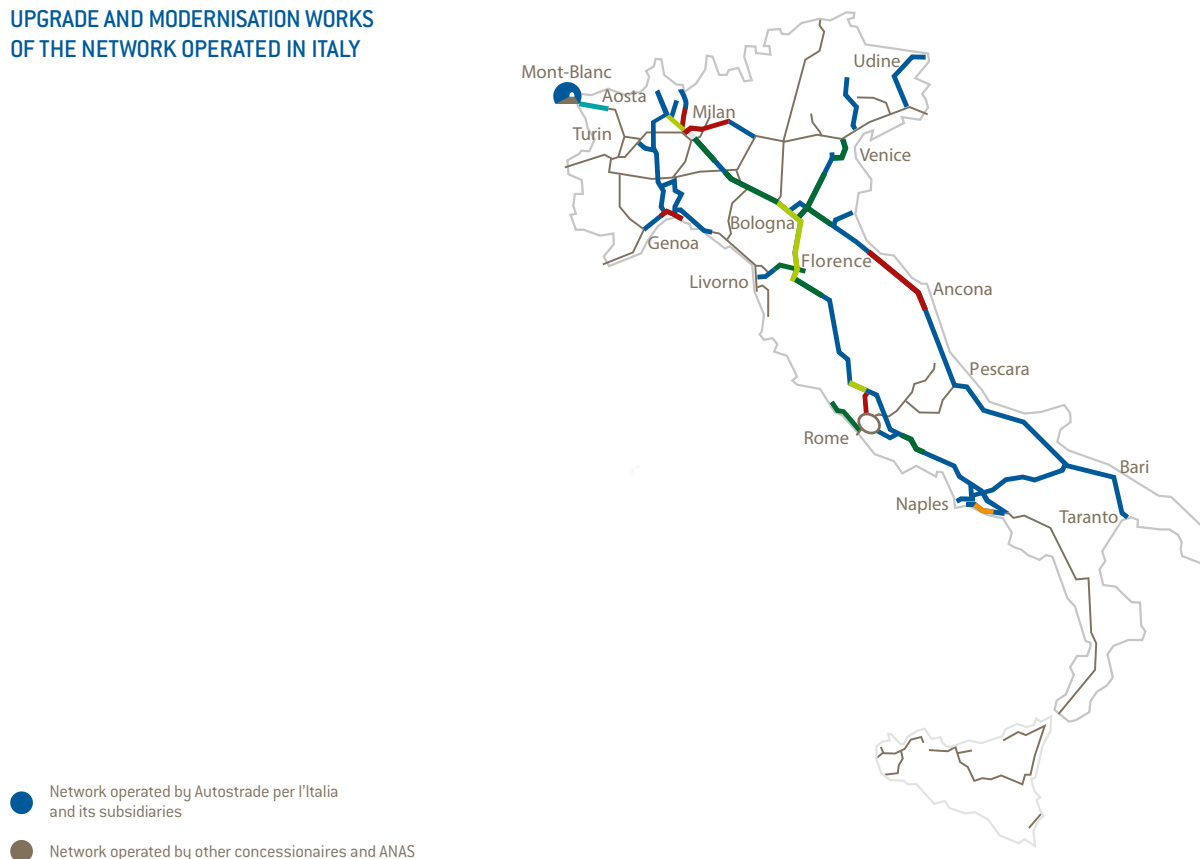 UPGRADE AND MODERNISATION WORKS
OF THE NETWORK OPERATED IN ITALY
Udine
Mont-Blanc
Aosta
Milan
Turin
Venice
Bologna
Genoa
Florence
Livorno
Ancona
Pescara
Rome
Bari
Naples
Taranto
Network operated by Autostrade per l'Italia
and its subsidiaries
Network operated by other concessionaires and ANAS